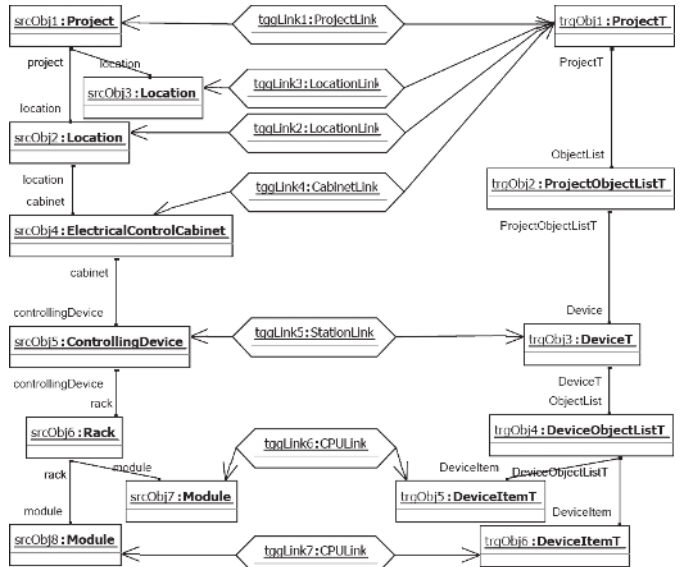 srcObj1:Project
tggLink1:ProjectLink
trgObj1:ProjectT
project
location
ProjectT
srcObj3:Location
tggLink3:LocationLink
location
srcObj2:Location
tggLink2:LocationLink
ObjectList
location
cabinet
tggLink4:CabinetLink
trgObj2:ProjectObjectListT
srcObj4:ElectricalControlCabinet
ProjectObjectListT
cabinet
controllingDevice
Device
srcObj5:ControllingDevice
tggLink5:StationLink
trgObj3:DeviceT
controllingDevice
DeviceT
rack
ObjectList
srcObj6:Rack
tggLink6:CPULink
trgObj4:DeviceObjectListT
rack
module
DeviceItem
DeviceObjectListT
srcObj7:Module
trgObj5:DeviceItemT
module
DeviceItem
srcObj8:Module
tggLink7:CPULink
trgObj6:DeviceItemT